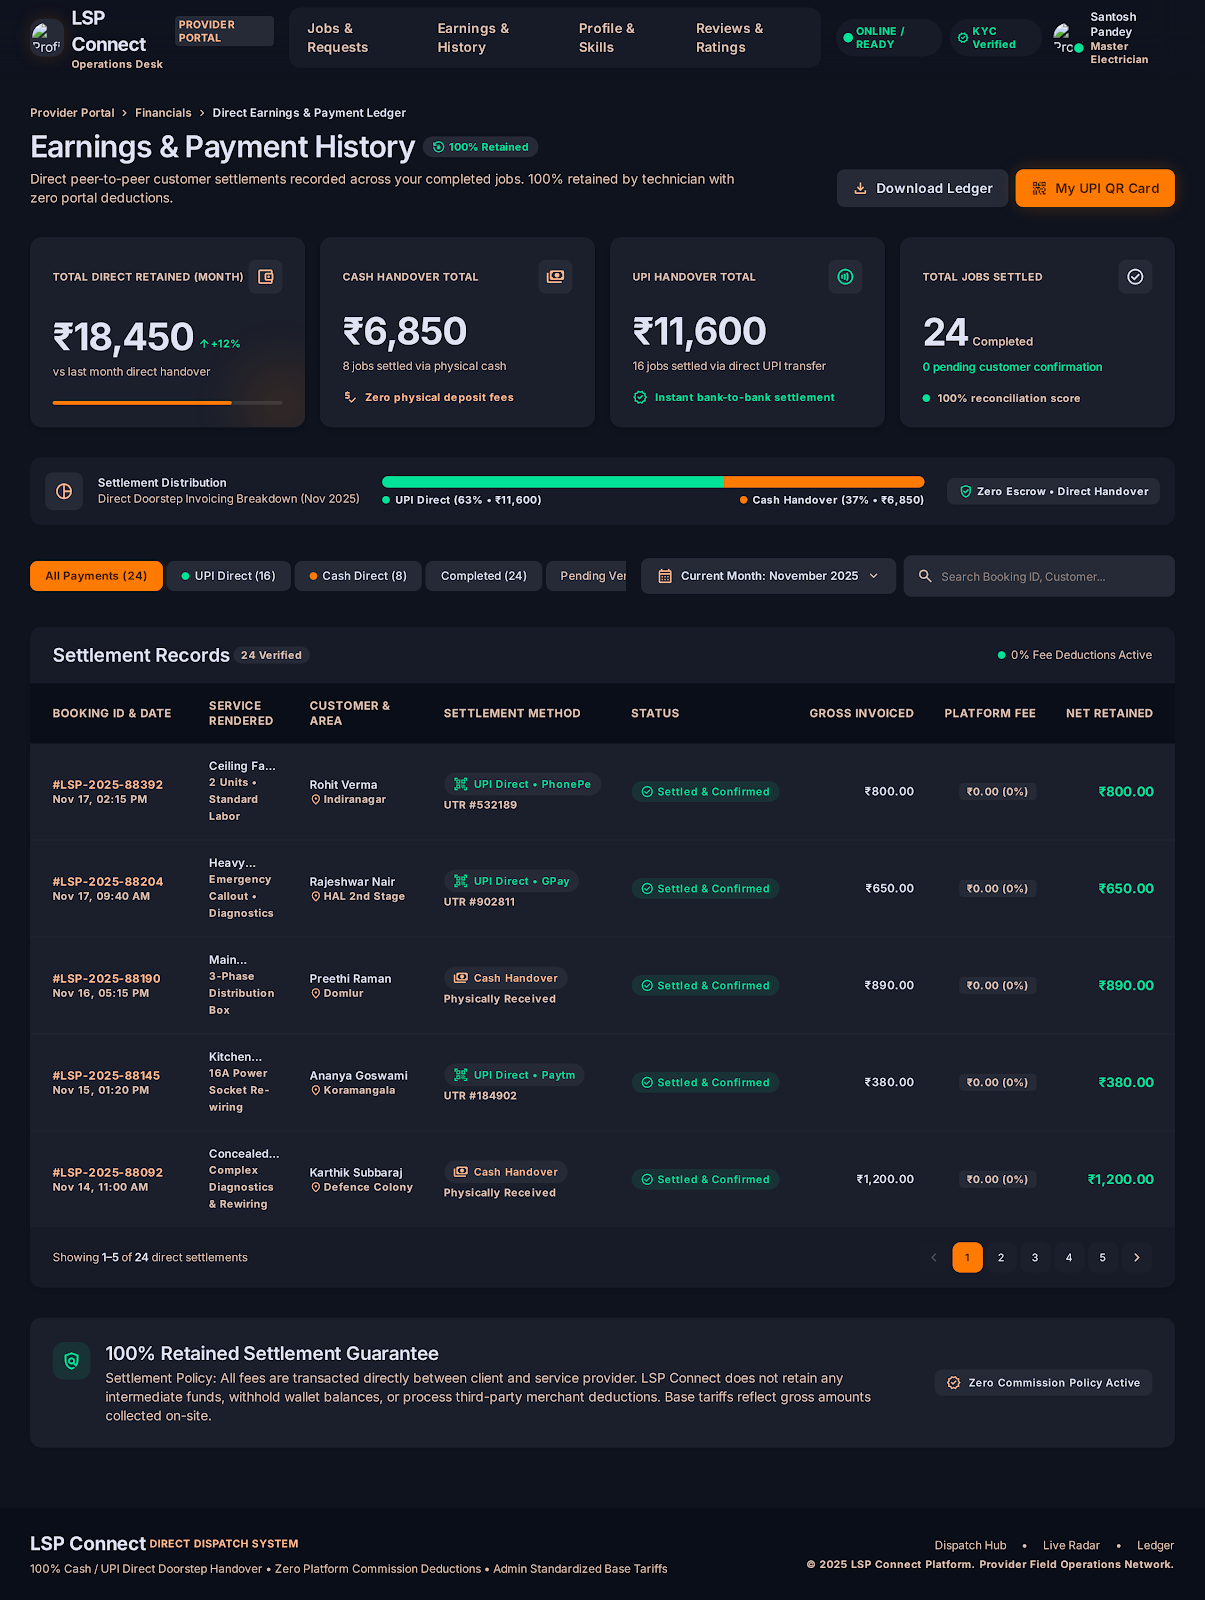 Profi
LSP Connect
Operations Desk
PROVIDER PORTAL
Jobs & Requests
Earnings & History
Profile & Skills
Reviews & Ratings
ONLINE / READY
KYC Verified
Pro
Santosh Pandey
Master Electrician
Provider Portal > Financials > Direct Earnings & Payment Ledger
Earnings & Payment History
100% Retained
Direct peer-to-peer customer settlements recorded across your completed jobs. 100% retained by technician with
zero portal deductions.
Download Ledger
My UPI QR Card
TOTAL DIRECT RETAINED (MONTH)
₹18,450 ↑+12%
vs last month direct handover
CASH HANDOVER TOTAL
₹6,850
8 jobs settled via physical cash
Zero physical deposit fees
UPI HANDOVER TOTAL
₹11,600
16 jobs settled via direct UPI transfer
Instant bank-to-bank settlement
TOTAL JOBS SETTLED
24 Completed
0 pending customer confirmation
100% reconciliation score
Settlement Distribution
Direct Doorstep Invoicing Breakdown (Nov 2025)
UPI Direct (63% • ₹11,600)
Cash Handover (37% • ₹6,850)
Zero Escrow • Direct Handover
All Payments (24)
UPI Direct (16)
Cash Direct (8)
Completed (24)
Pending Ver
Current Month: November 2025
Search Booking ID, Customer...
Settlement Records 24 Verified
0% Fee Deductions Active
BOOKING ID & DATE
SERVICE RENDERED
CUSTOMER & AREA
SETTLEMENT METHOD
STATUS
GROSS INVOICED
PLATFORM FEE
NET RETAINED
#LSP-2025-88392
Nov 17, 02:15 PM
Ceiling Fa...
2 Units •
Standard
Labor
Rohit Verma
Indiranagar
UPI Direct • PhonePe
UTR #532189
Settled & Confirmed
₹800.00
₹0.00 (0%)
₹800.00
#LSP-2025-88204
Nov 17, 09:40 AM
Heavy...
Emergency
Callout •
Diagnostics
Rajeshwar Nair
HAL 2nd Stage
UPI Direct • GPay
UTR #902811
Settled & Confirmed
₹650.00
₹0.00 (0%)
₹650.00
#LSP-2025-88190
Nov 16, 05:15 PM
Main...
3-Phase
Distribution
Box
Preethi Raman
Domlur
Cash Handover
Physically Received
Settled & Confirmed
₹890.00
₹0.00 (0%)
₹890.00
#LSP-2025-88145
Nov 15, 01:20 PM
Kitchen...
16A Power
Socket Re-
wiring
Ananya Goswami
Koramangala
UPI Direct • Paytm
UTR #184902
Settled & Confirmed
₹380.00
₹0.00 (0%)
₹380.00
#LSP-2025-88092
Nov 14, 11:00 AM
Concealed...
Complex
Diagnostics
& Rewiring
Karthik Subbaraj
Defence Colony
Cash Handover
Physically Received
Settled & Confirmed
₹1,200.00
₹0.00 (0%)
₹1,200.00
Showing 1–5 of 24 direct settlements
1 2 3 4 5
100% Retained Settlement Guarantee
Settlement Policy: All fees are transacted directly between client and service provider. LSP Connect does not retain any
intermediate funds, withhold wallet balances, or process third-party merchant deductions. Base tariffs reflect gross amounts
collected on-site.
Zero Commission Policy Active
LSP Connect DIRECT DISPATCH SYSTEM
100% Cash / UPI Direct Doorstep Handover • Zero Platform Commission Deductions • Admin Standardized Base Tariffs
Dispatch Hub • Live Radar • Ledger
© 2025 LSP Connect Platform. Provider Field Operations Network.